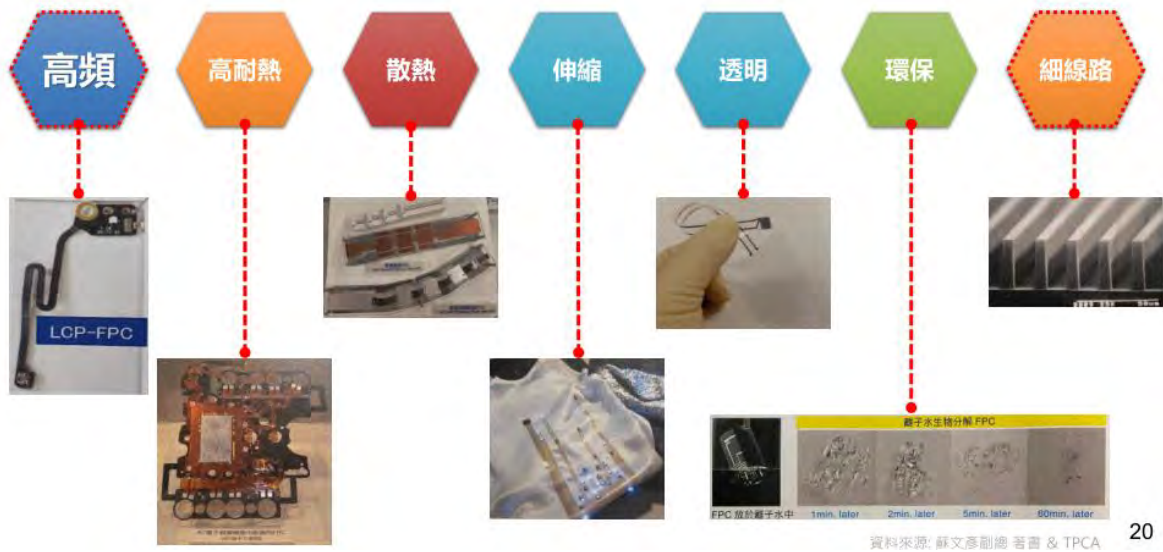 高頻
高耐熱
散熱
伸縮
透明
環保
細線路
LCP-FPC
離子水生物分解 FPC
FPC 放於離子水中
1min. later
2min. later
5min. later
60min. later
資料來源: 蘇文彥副總 著書 & TPCA
20